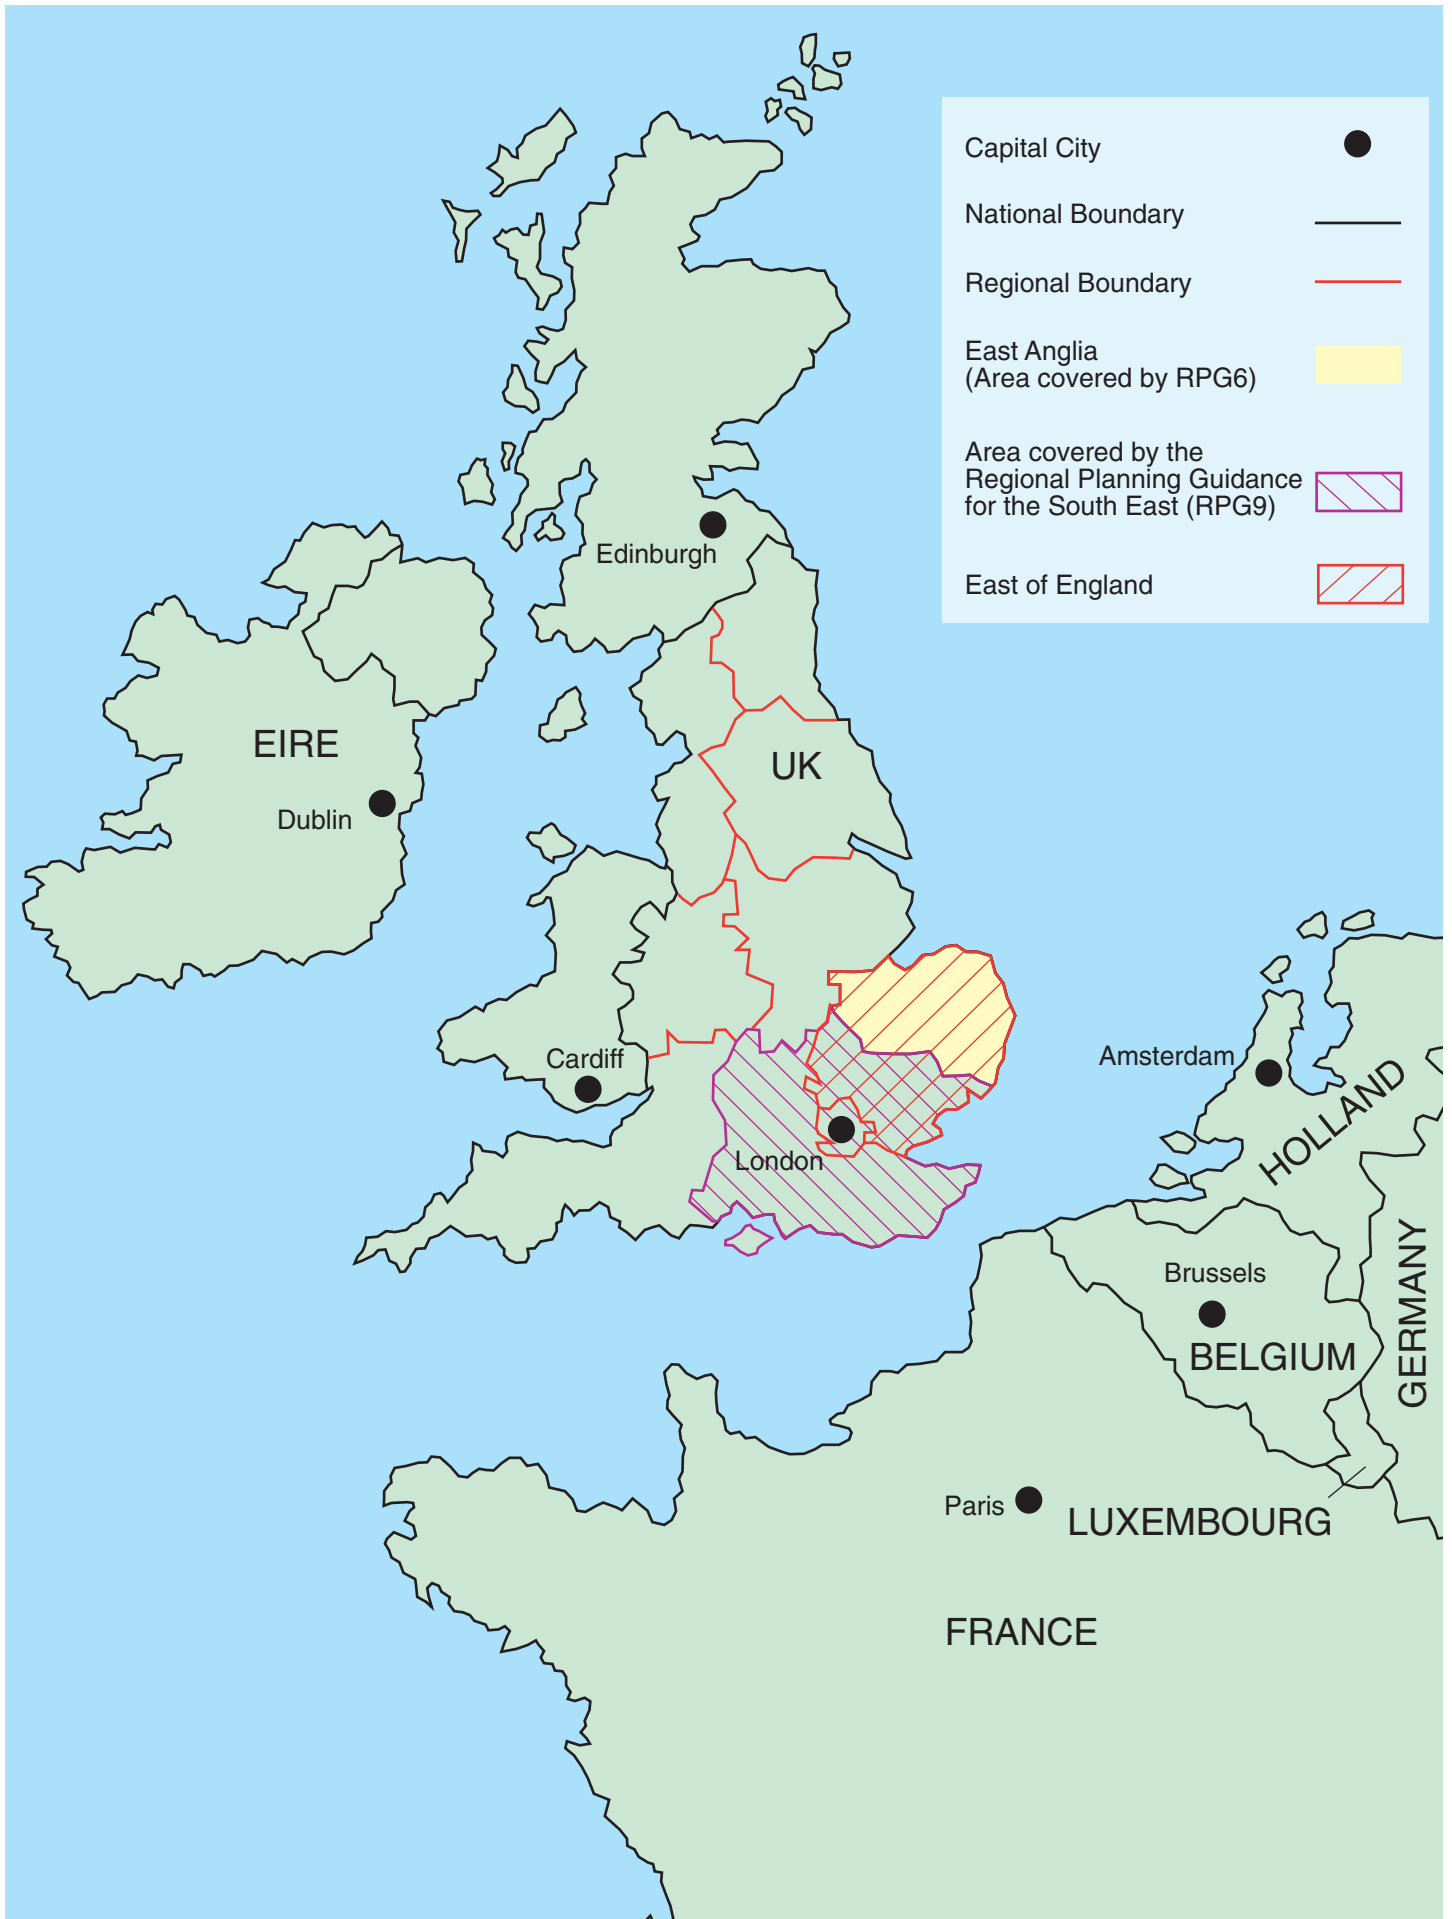 Capital City
National Boundary
Regional Boundary
East Anglia
(Area covered by RPG6)
Area covered by the
Regional Planning Guidance
for the South East (RPG9)
East of England
Edinburgh
EIRE
UK
Dublin
Cardiff
Amsterdam
HOLLAND
London
Brussels
BELGIUM
GERMANY
Paris
LUXEMBOURG
FRANCE